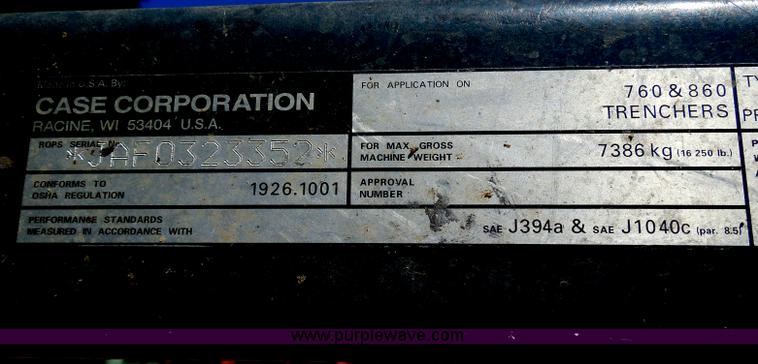 Made in U.S.A. By:
CASE CORPORATION
RACINE, WI 53404 U.S.A.
ROPS SERIAL
*JAF0323352*
CONFORMS TO
OSHA REGULATION
1926.1001
PERFORMANCE STANDARDS
MEASURED IN ACCORDANCE WITH
SAE J394a & SAE J1040c (par. 8.5)
FOR APPLICATION ON
760 & 860
TRENCHERS
FOR MAX. GROSS
MACHINE WEIGHT
7386 kg (16 250 lb.)
APPROVAL
NUMBER
www.purplewave.com